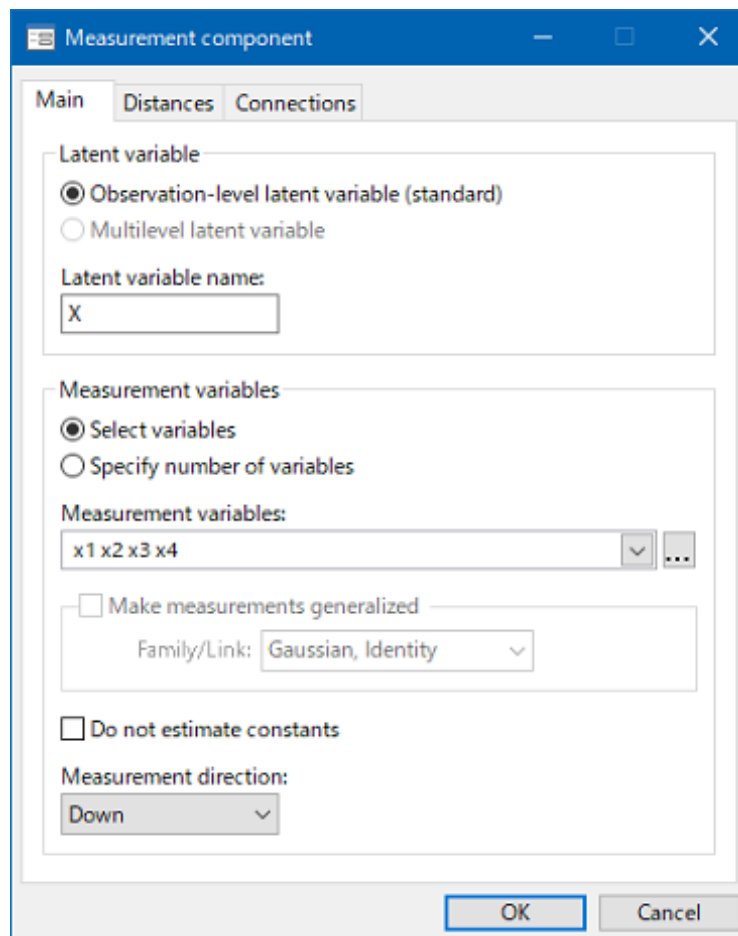 Measurement component
Main Distances Connections
Latent variable
Observation-level latent variable (standard)
Multilevel latent variable
Latent variable name:
X
Measurement variables
Select variables
Specify number of variables
Measurement variables:
x1 x2 x3 x4
...
Make measurements generalized
Family/Link: Gaussian, Identity
Do not estimate constants
Measurement direction:
Down
OK Cancel